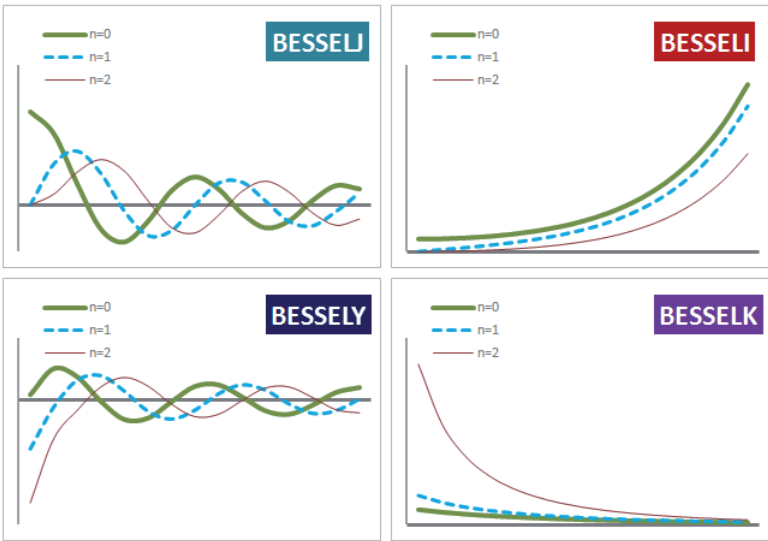 n=0
n=1
n=2
BESSELJ
n=0
n=1
n=2
BESSELI
n=0
n=1
n=2
BESSELY
n=0
n=1
n=2
BESSELK